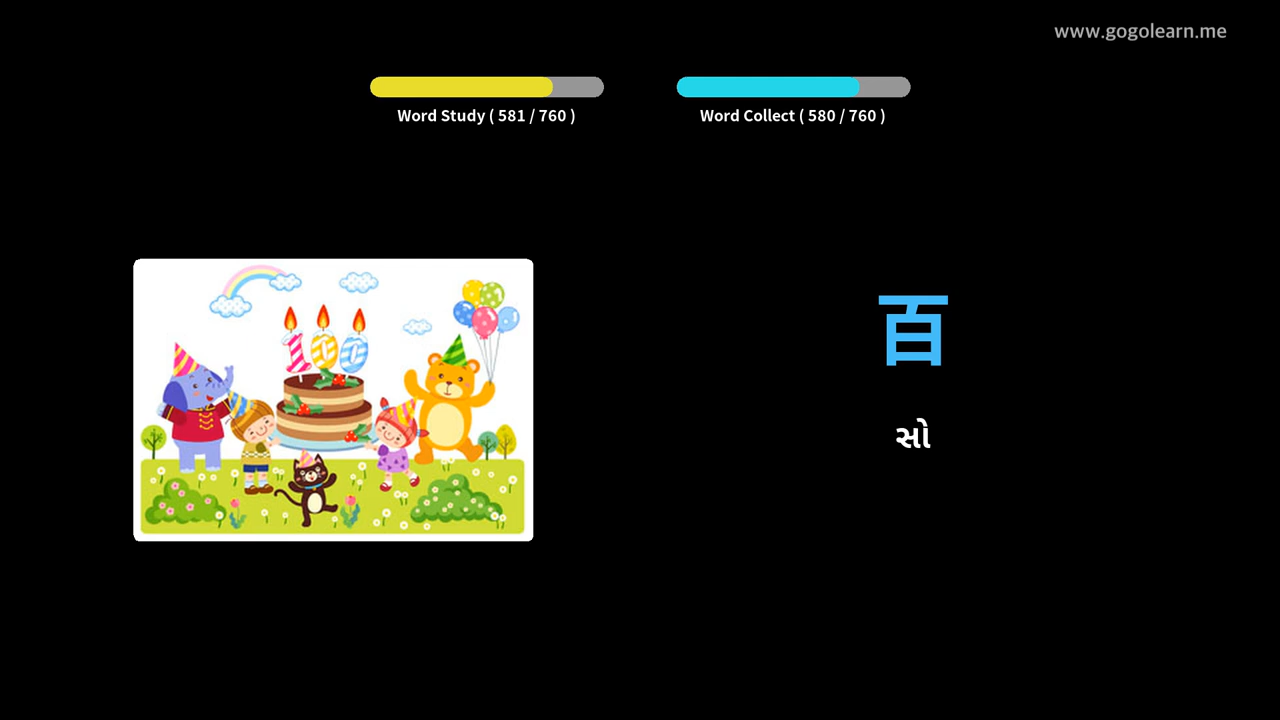 www.gogolearn.me
Word Study ( 581 / 760 )
Word Collect ( 580 / 760 )
100
百
સો